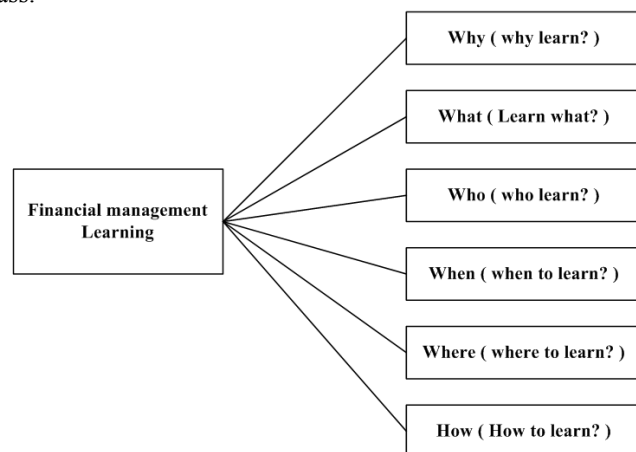 Why ( why learn? )
What ( Learn what? )
Who ( who learn? )
Financial management
Learning
When ( when to learn? )
Where ( where to learn? )
How ( How to learn? )